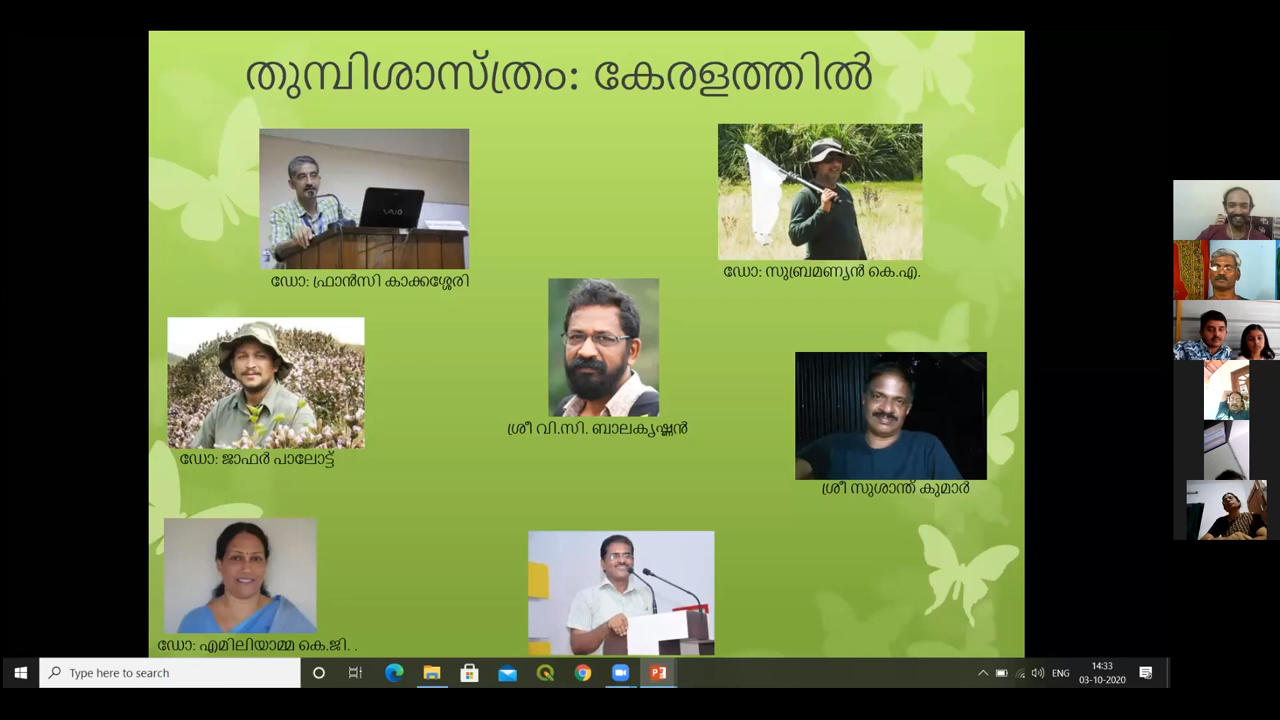 തുമ്പിശാസ്ത്രം: കേരളത്തിൽ
VAIO
ഡോ: ഫ്രാൻസി കാക്കശ്ശേരി
ഡോ: സുബ്രമണ്യൻ കെ.എ.
ശ്രീ വി.സി. ബാലകൃഷ്ണൻ
ഡോ: ജാഫർ പാലോട്ട്
ശ്രീ സുശാന്ത് കുമാർ
ഡോ: എമിലിയാമ്മ കെ.ജി. .
Type here to search
ENG
14:33
03-10-2020